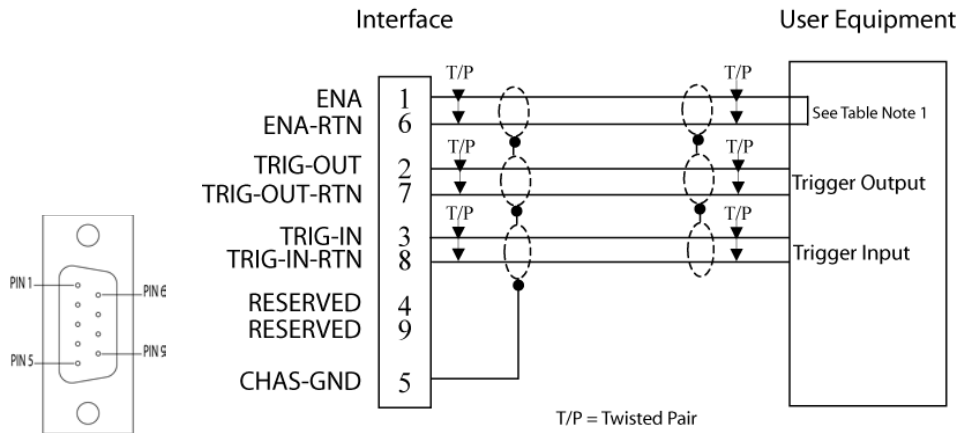 Interface
User Equipment
T/P
T/P
ENA
1
ENA-RTN
6
See Table Note 1
T/P
T/P
TRIG-OUT
2
TRIG-OUT-RTN
7
Trigger Output
T/P
T/P
TRIG-IN
3
TRIG-IN-RTN
8
Trigger Input
RESERVED
4
RESERVED
9
CHAS-GND
5
T/P = Twisted Pair
PIN 1
PIN 6
PIN 5
PIN 9